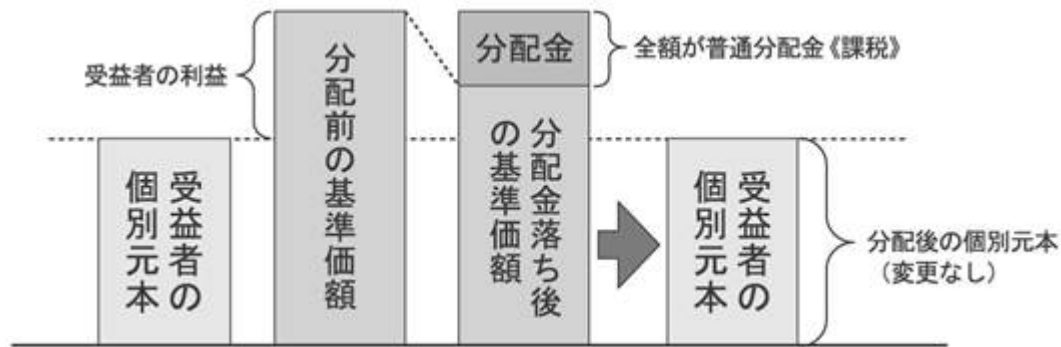 受益者の利益
受益者の
個別元本
分配前の基準価額
分配金
全額が普通分配金《課税》
分配金落ち後
の基準価額
受益者の
個別元本
分配後の個別元本
（変更なし）